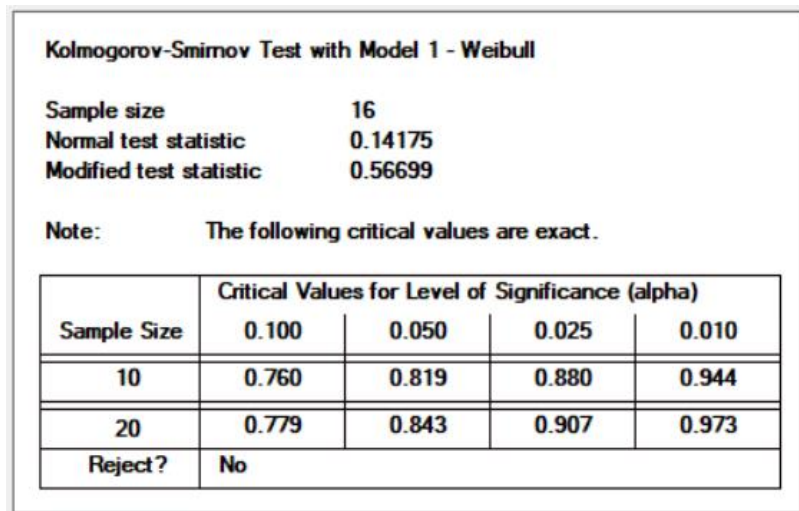 Kolmogorov-Smirnov Test with Model 1 - Weibull
Sample size 16
Normal test statistic 0.14175
Modified test statistic 0.56699
Note: The following critical values are exact.
Critical Values for Level of Significance (alpha)
Sample Size 0.100 0.050 0.025 0.010
10 0.760 0.819 0.880 0.944
20 0.779 0.843 0.907 0.973
Reject? No